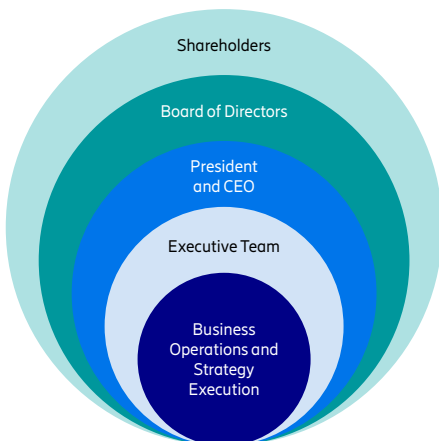 Shareholders
Board of Directors
President
and CEO
Executive Team
Business
Operations and
Strategy
Execution